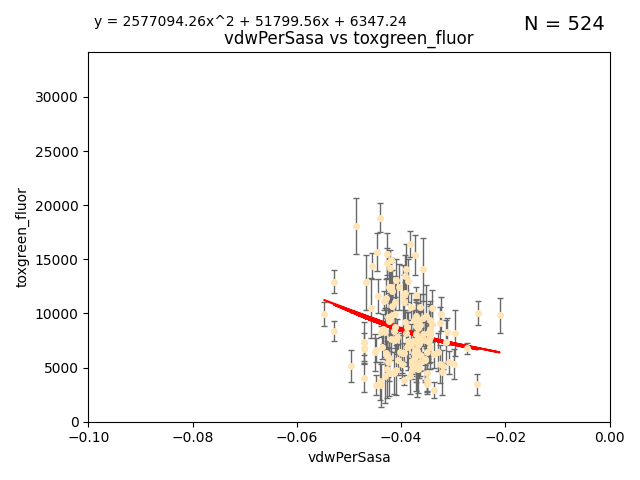 y = 2577094.26x^2 + 51799.56x + 6347.24
N = 524
vdwPerSasa vs toxgreen_fluor
30000
25000
20000
15000
10000
5000
0
toxgreen_fluor
−0.10 −0.08 −0.06 −0.04 −0.02 0.00
vdwPerSasa